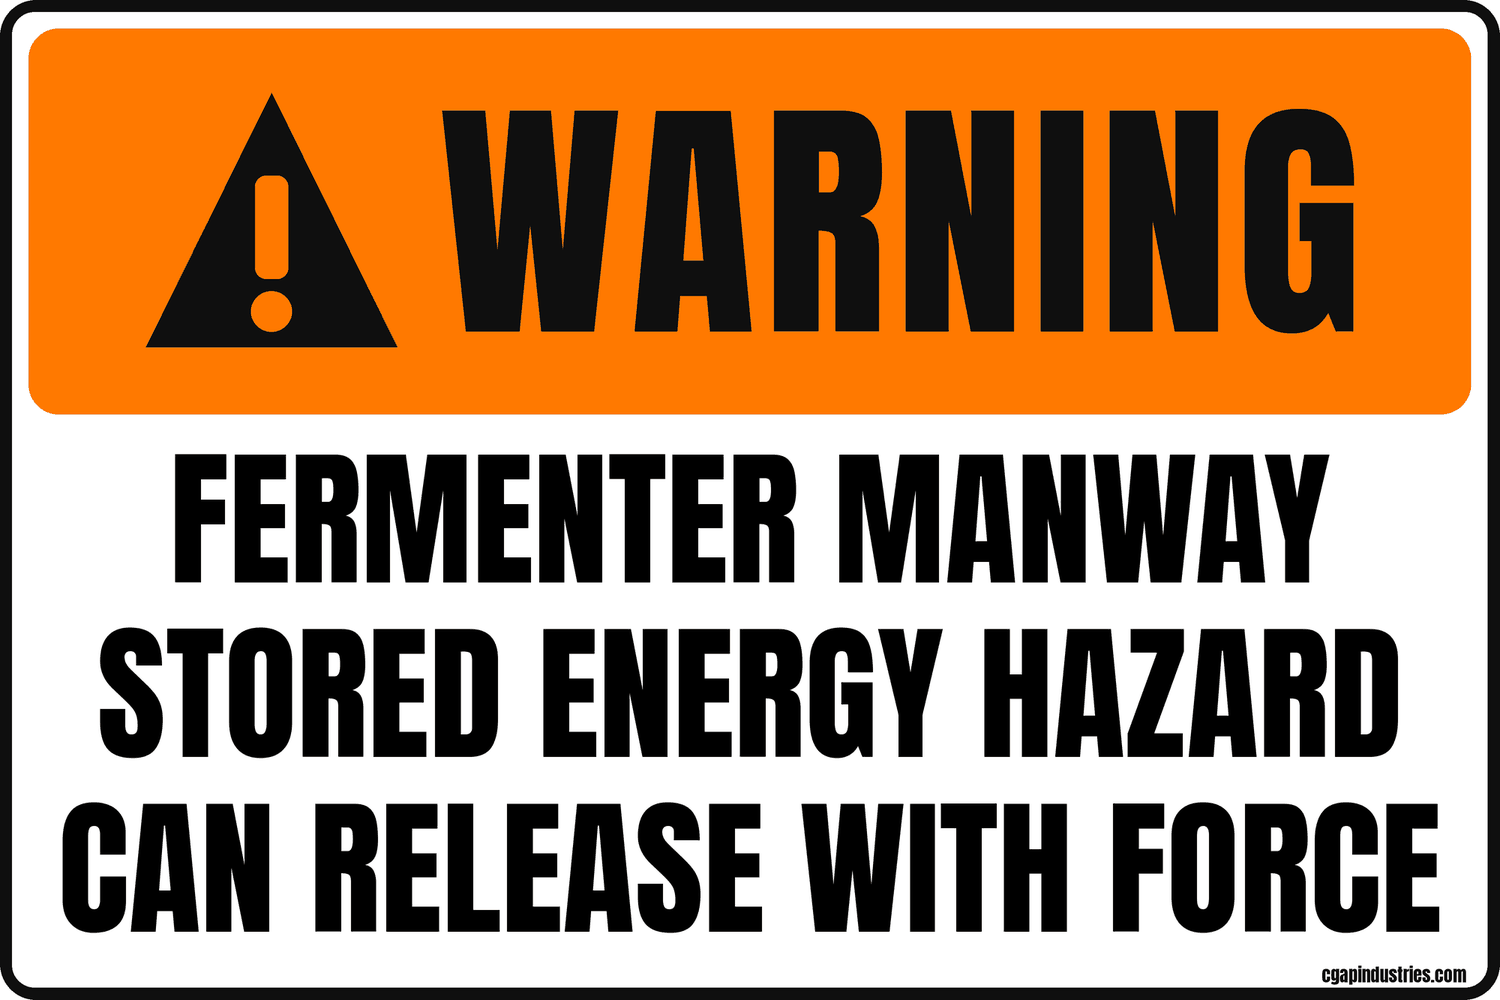 WARNING
FERMENTER MANWAY
STORED ENERGY HAZARD
CAN RELEASE WITH FORCE
cgapindustries.com